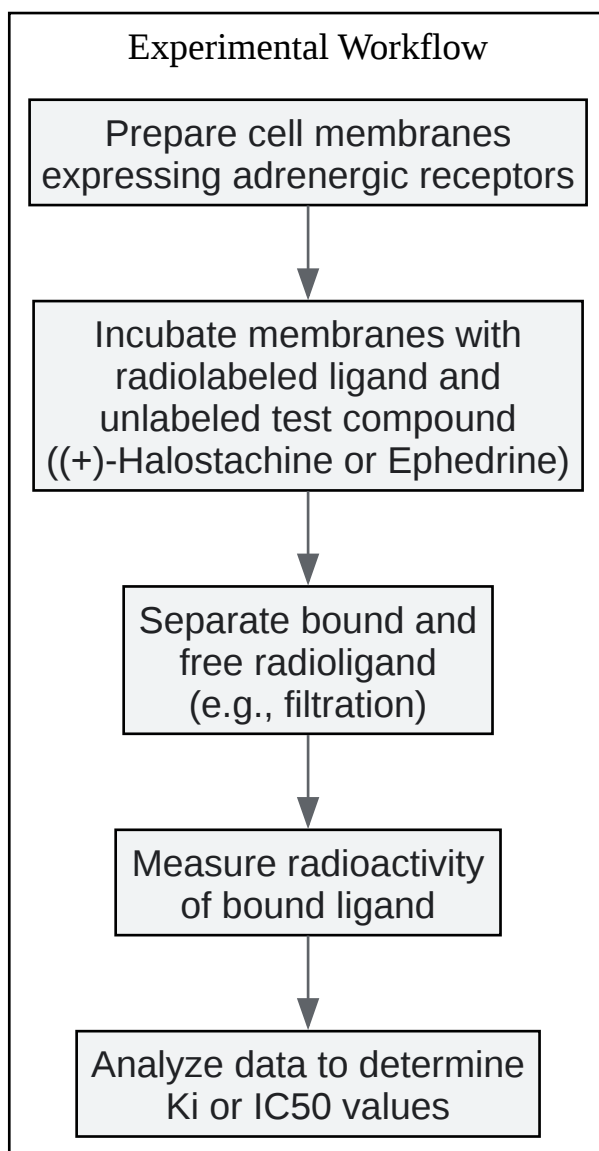 Experimental Workflow
Prepare cell membranes
expressing adrenergic receptors
Incubate membranes with
radiolabeled ligand and
unlabeled test compound
((+)-Halostachine or Ephedrine)
Separate bound and
free radioligand
(e.g., filtration)
Measure radioactivity
of bound ligand
Analyze data to determine
Ki or IC50 values